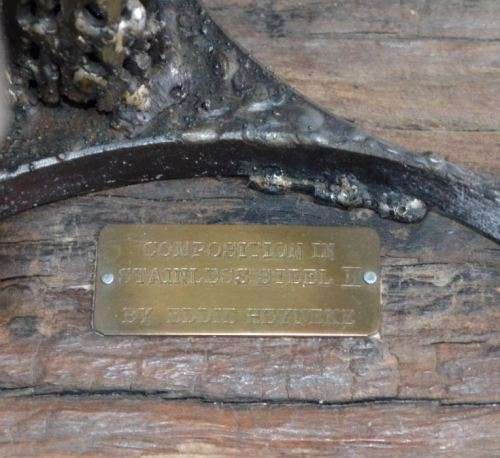 COMPOSITION IN
STAINLESS STEEL II
BY EDDIE